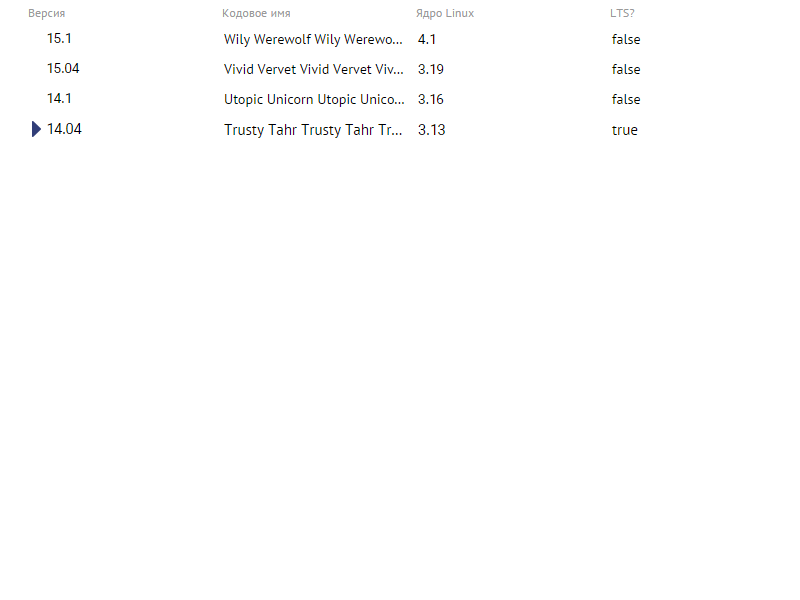 Версия Кодовое имя Ядро Linux LTS?
15.1 Wily Werewolf Wily Werewo... 4.1 false
15.04 Vivid Vervet Vivid Vervet Viv... 3.19 false
14.1 Utopic Unicorn Utopic Unico... 3.16 false
14.04 Trusty Tahr Trusty Tahr Tr... 3.13 true